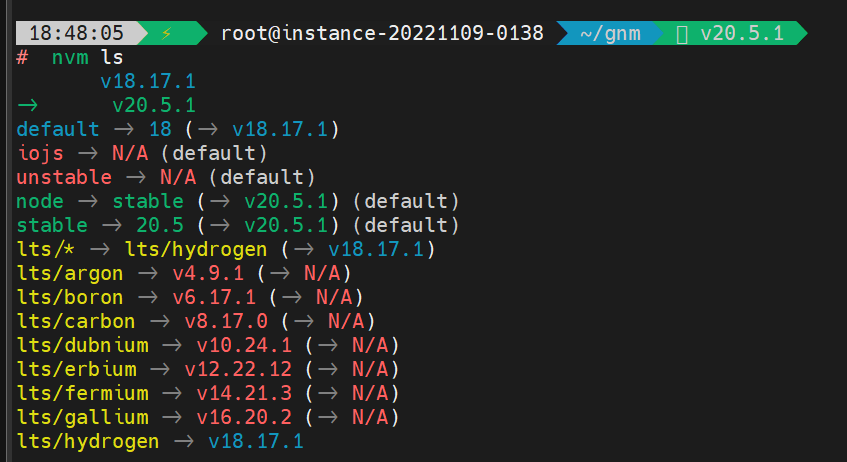 18:48:05 ⚡ root@instance-20221109-0138 ~/gnm v20.5.1
# nvm ls
v18.17.1
-> v20.5.1
default -> 18 (-> v18.17.1)
iojs -> N/A (default)
unstable -> N/A (default)
node -> stable (-> v20.5.1) (default)
stable -> 20.5 (-> v20.5.1) (default)
lts/* -> lts/hydrogen (-> v18.17.1)
lts/argon -> v4.9.1 (-> N/A)
lts/boron -> v6.17.1 (-> N/A)
lts/carbon -> v8.17.0 (-> N/A)
lts/dubnium -> v10.24.1 (-> N/A)
lts/erbium -> v12.22.12 (-> N/A)
lts/fermium -> v14.21.3 (-> N/A)
lts/gallium -> v16.20.2 (-> N/A)
lts/hydrogen -> v18.17.1